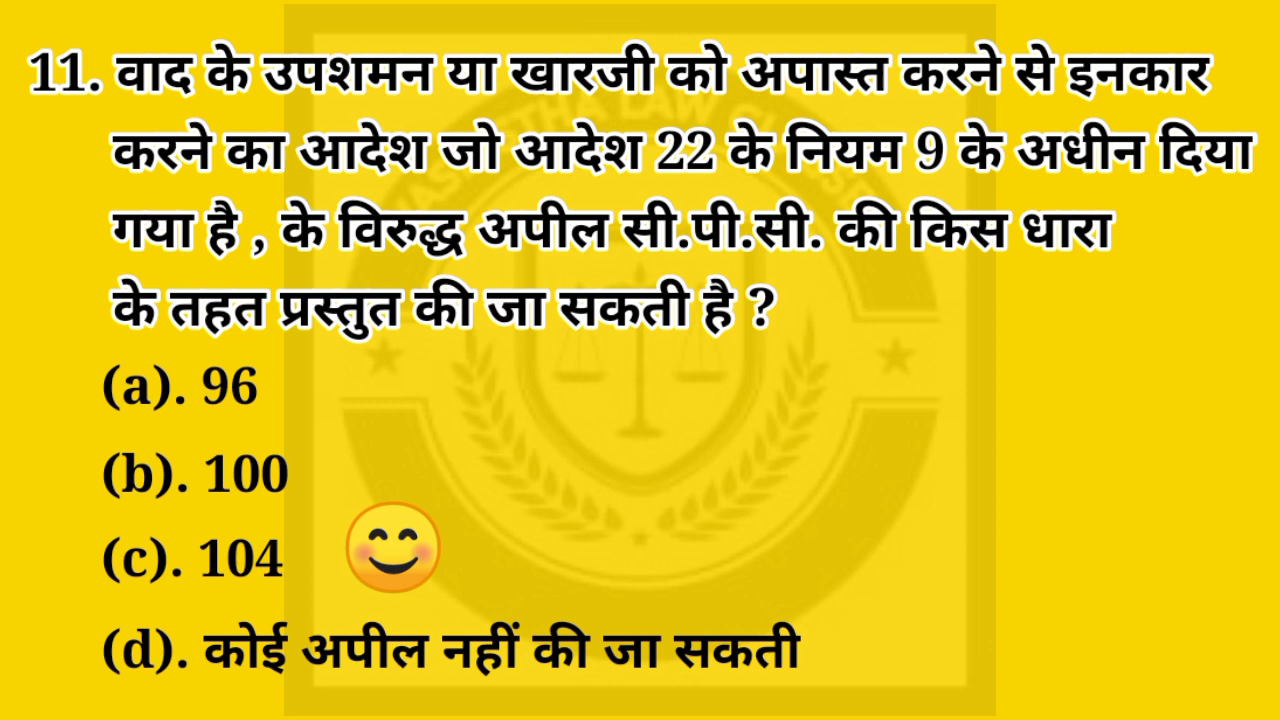 11. वाद के उपशमन या खारजी को अपास्त करने से इनकार
करने का आदेश जो आदेश 22 के नियम 9 के अधीन दिया
गया है , के विरुद्ध अपील सी.पी.सी. की किस धारा
के तहत प्रस्तुत की जा सकती है ?
(a). 96
(b). 100
(c). 104
(d). कोई अपील नहीं की जा सकती